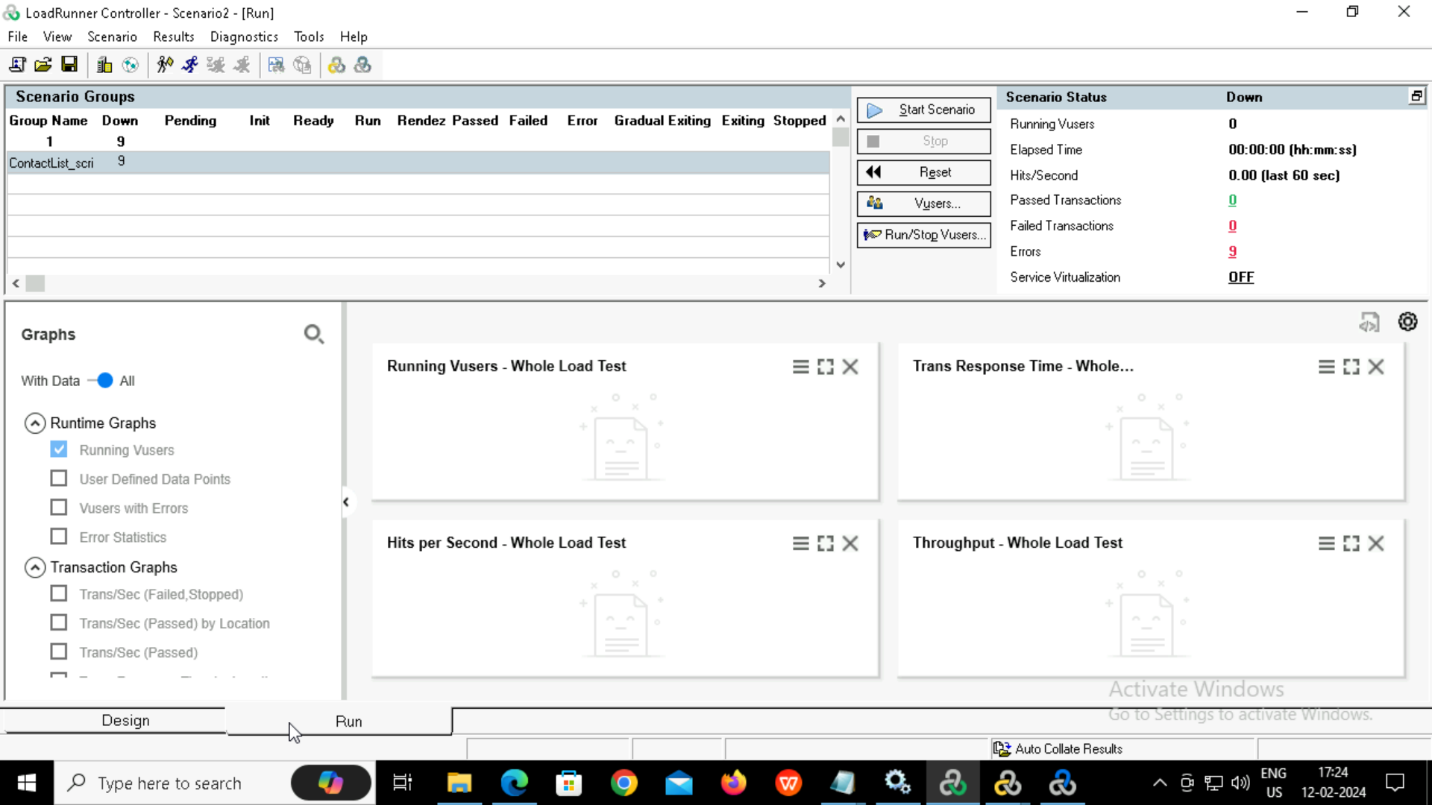 LoadRunner Controller - Scenario2 - [Run]
File View Scenario Results Diagnostics Tools Help
Scenario Groups
Group Name Down Pending Init Ready Run Rendez Passed Failed Error Gradual Exiting Exiting Stopped
1 9
ContactList_scri 9
Start Scenario
Stop
Reset
Vusers...
Run/Stop Vusers...
Scenario Status Down
Running Vusers 0
Elapsed Time 00:00:00 (hh:mm:ss)
Hits/Second 0.00 (last 60 sec)
Passed Transactions 0
Failed Transactions 0
Errors 9
Service Virtualization OFF
Graphs
With Data All
Runtime Graphs
Running Vusers
User Defined Data Points
Vusers with Errors
Error Statistics
Transaction Graphs
Trans/Sec (Failed,Stopped)
Trans/Sec (Passed) by Location
Trans/Sec (Passed)
Running Vusers - Whole Load Test
Trans Response Time - Whole...
Hits per Second - Whole Load Test
Throughput - Whole Load Test
Activate Windows
Go to Settings to activate Windows.
Design Run
Auto Collate Results
Type here to search
ENG
US
17:24
12-02-2024